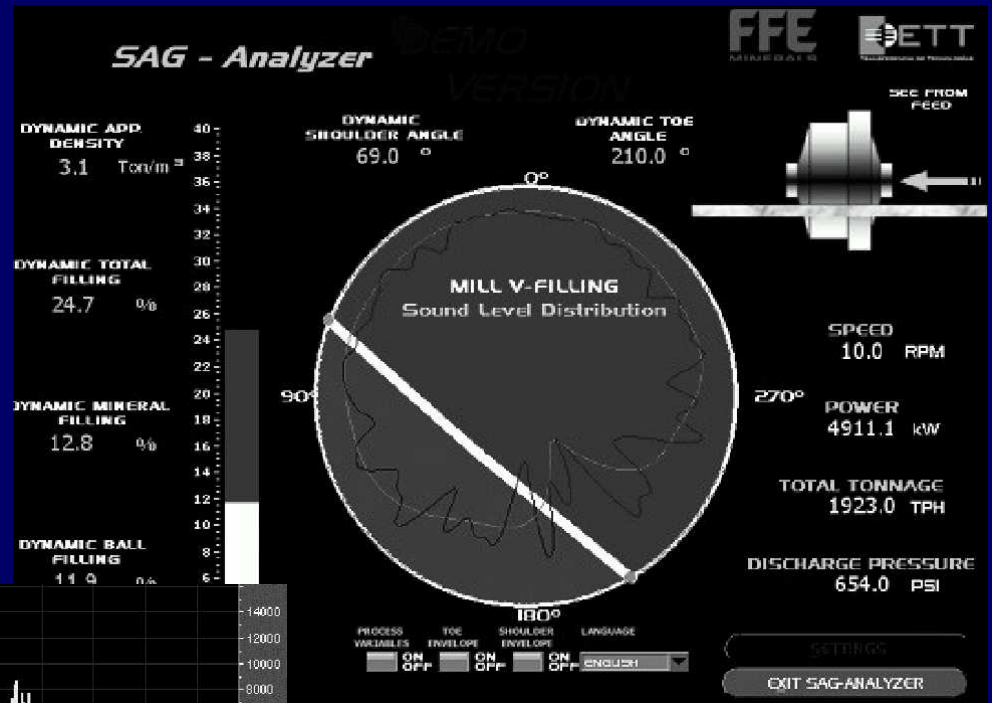 DEMO
VERSION
SAG - Analyzer
FFE
MINERALS
ETT
SEE FROM
FEED
DYNAMIC APP.
DENSITY
3.1 Ton/m³
DYNAMIC
SHOULDER ANGLE
69.0 °
DYNAMIC TOE
ANGLE
210.0 °
40
38
36
34
32
30
28
26
24
22
20
18
16
14
12
10
8
6
0°
90°
270°
180°
MILL V-FILLING
Sound Level Distribution
DYNAMIC TOTAL
FILLING
24.7 %
DYNAMIC MINERAL
FILLING
12.8 %
DYNAMIC BALL
FILLING
11.9 %
SPEED
10.0 RPM
POWER
4911.1 kW
TOTAL TONNAGE
1923.0 TPH
DISCHARGE PRESSURE
654.0 PSI
PROCESS
VARIABLES
ON
OFF
TOE
ENVELOPE
ON
OFF
SHOULDER
ENVELOPE
ON
OFF
LANGUAGE
ENGLISH
SETTINGS
EXIT SAG-ANALYZER
14000
12000
10000
8000